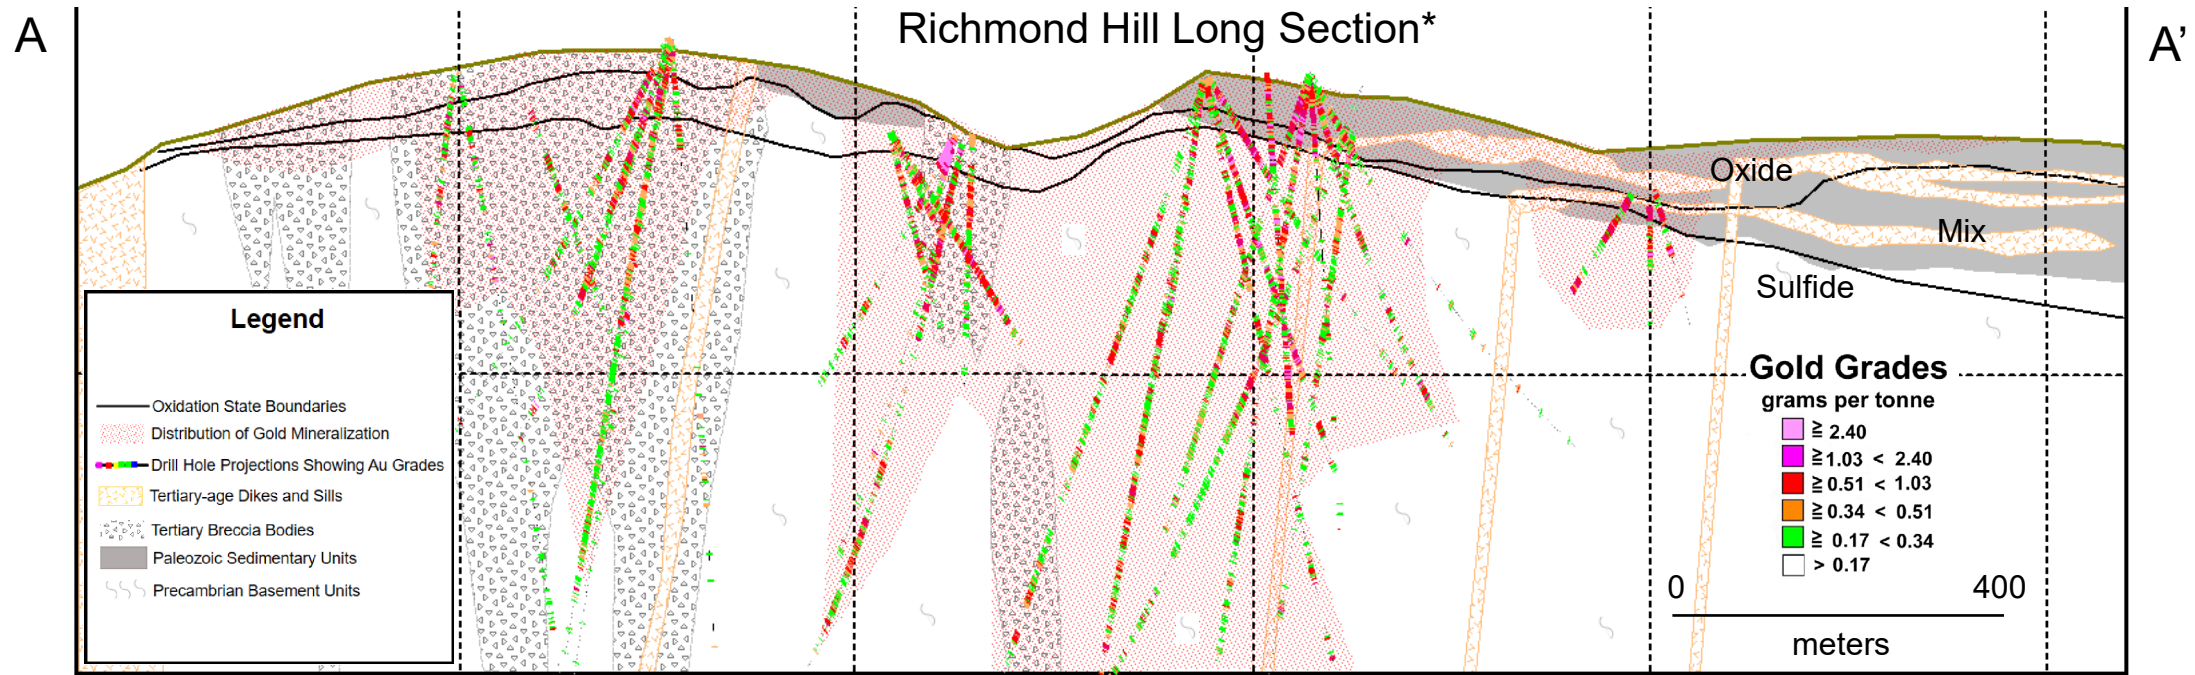 A
Richmond Hill Long Section*
A’
Oxide
Mix
Sulfide
Legend
Oxidation State Boundaries
Distribution of Gold Mineralization
Drill Hole Projections Showing Au Grades
Tertiary-age Dikes and Sills
Tertiary Breccia Bodies
Paleozoic Sedimentary Units
Precambrian Basement Units
Gold Grades
grams per tonne
≧ 2.40
≧1.03 < 2.40
≧0.51 < 1.03
≧0.34 < 0.51
≧ 0.17 < 0.34
> 0.17
0 400
meters